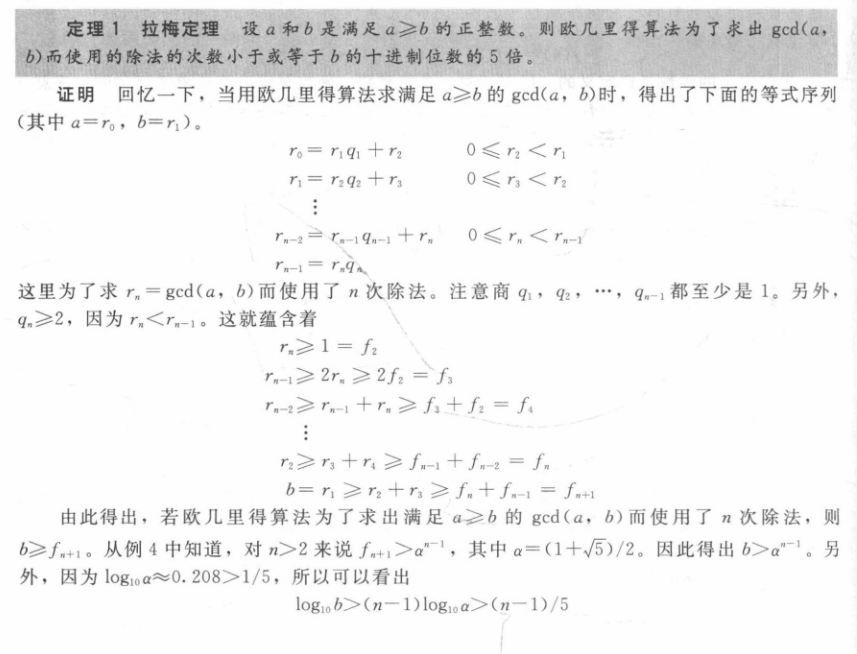 定理 1 拉梅定理 设 a 和 b 是满足 a⩾b 的正整数。则欧几里得算法为了求出 gcd(a,
b)而使用的除法的次数小于或等于 b 的十进制位数的 5 倍。
证明 回忆一下，当用欧几里得算法求满足 a⩾b 的 gcd(a, b)时，得出了下面的等式序列
(其中 a=r₀, b=r₁)。
r₀ = r₁q₁ + r₂ 0 ⩽ r₂ < r₁
r₁ = r₂q₂ + r₃ 0 ⩽ r₃ < r₂
⋮
rₙ₋₂ = rₙ₋₁qₙ₋₁ + rₙ 0 ⩽ rₙ < rₙ₋₁
rₙ₋₁ = rₙqₙ
这里为了求 rₙ = gcd(a, b)而使用了 n 次除法。注意商 q₁, q₂, ⋯, qₙ₋₁ 都至少是 1。另外，
qₙ⩾2，因为 rₙ<rₙ₋₁。这就蕴含着
rₙ ⩾ 1 = f₂
rₙ₋₁ ⩾ 2rₙ ⩾ 2f₂ = f₃
rₙ₋₂ ⩾ rₙ₋₁ + rₙ ⩾ f₃ + f₂ = f₄
⋮
r₂ ⩾ r₃ + r₄ ⩾ fₙ₋₁ + fₙ₋₂ = fₙ
b = r₁ ⩾ r₂ + r₃ ⩾ fₙ + fₙ₋₁ = fₙ₊₁
由此得出，若欧几里得算法为了求出满足 a⩾b 的 gcd(a, b)而使用了 n 次除法，则
b⩾fₙ₊₁。从例 4 中知道，对 n>2 来说 fₙ₊₁>αⁿ⁻¹，其中 α=(1+√5)/2。因此得出 b>αⁿ⁻¹。另
外，因为 log₁₀α≈0.208>1/5，所以可以看出
log₁₀b>(n−1)log₁₀α>(n−1)/5